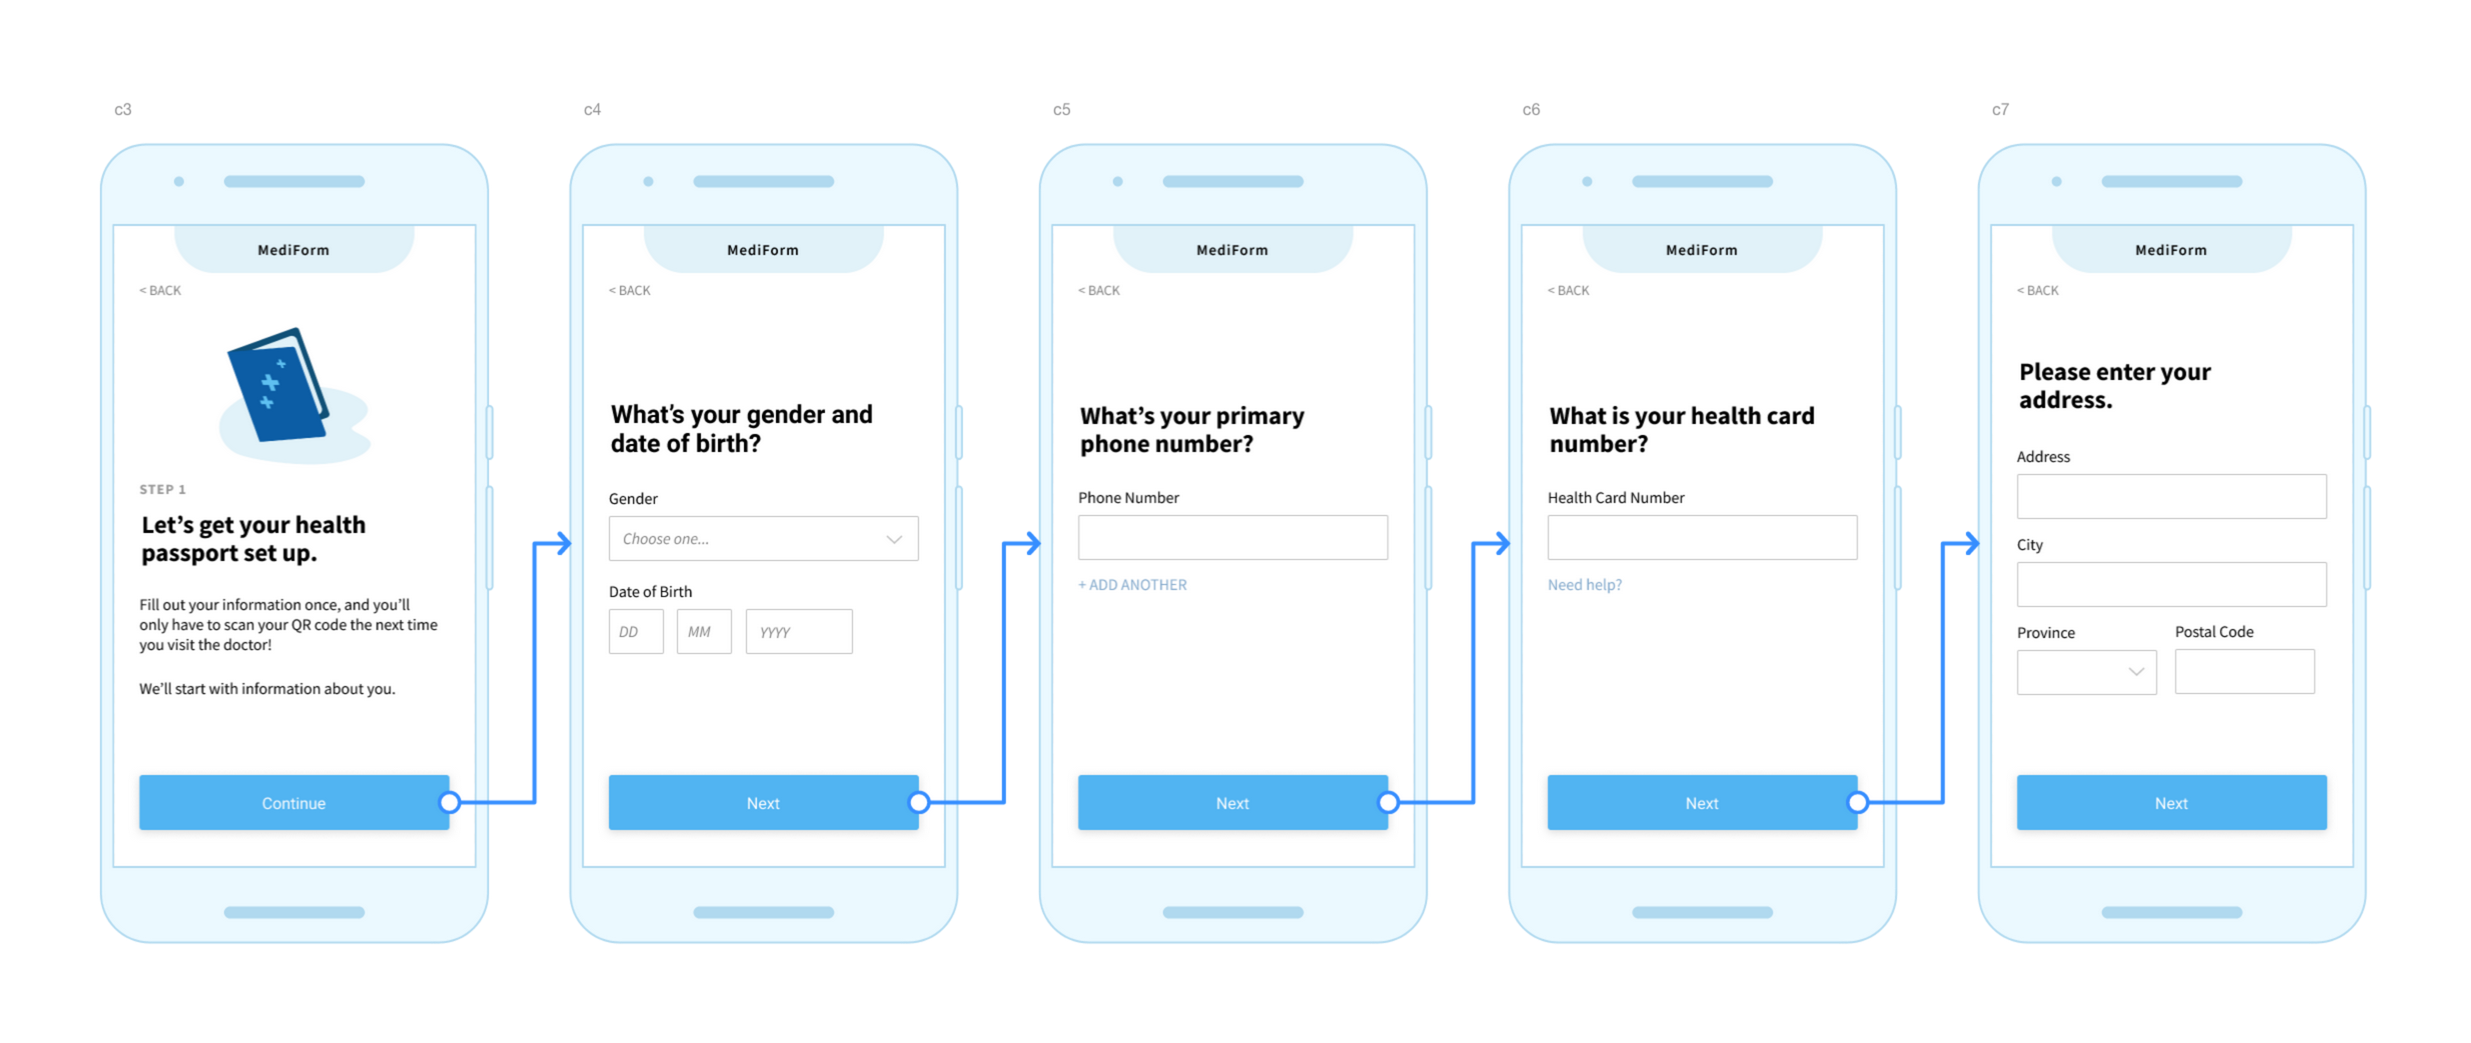 c3
MediForm
< BACK
STEP 1
Let's get your health
passport set up.
Fill out your information once, and you'll
only have to scan your QR code the next time
you visit the doctor!
We'll start with information about you.
Continue
c4
MediForm
< BACK
What's your gender and
date of birth?
Gender
Choose one...
Date of Birth
DD MM YYYY
Next
c5
MediForm
< BACK
What's your primary
phone number?
Phone Number
+ ADD ANOTHER
Next
c6
MediForm
< BACK
What is your health card
number?
Health Card Number
Need help?
Next
c7
MediForm
< BACK
Please enter your
address.
Address
City
Province Postal Code
Next